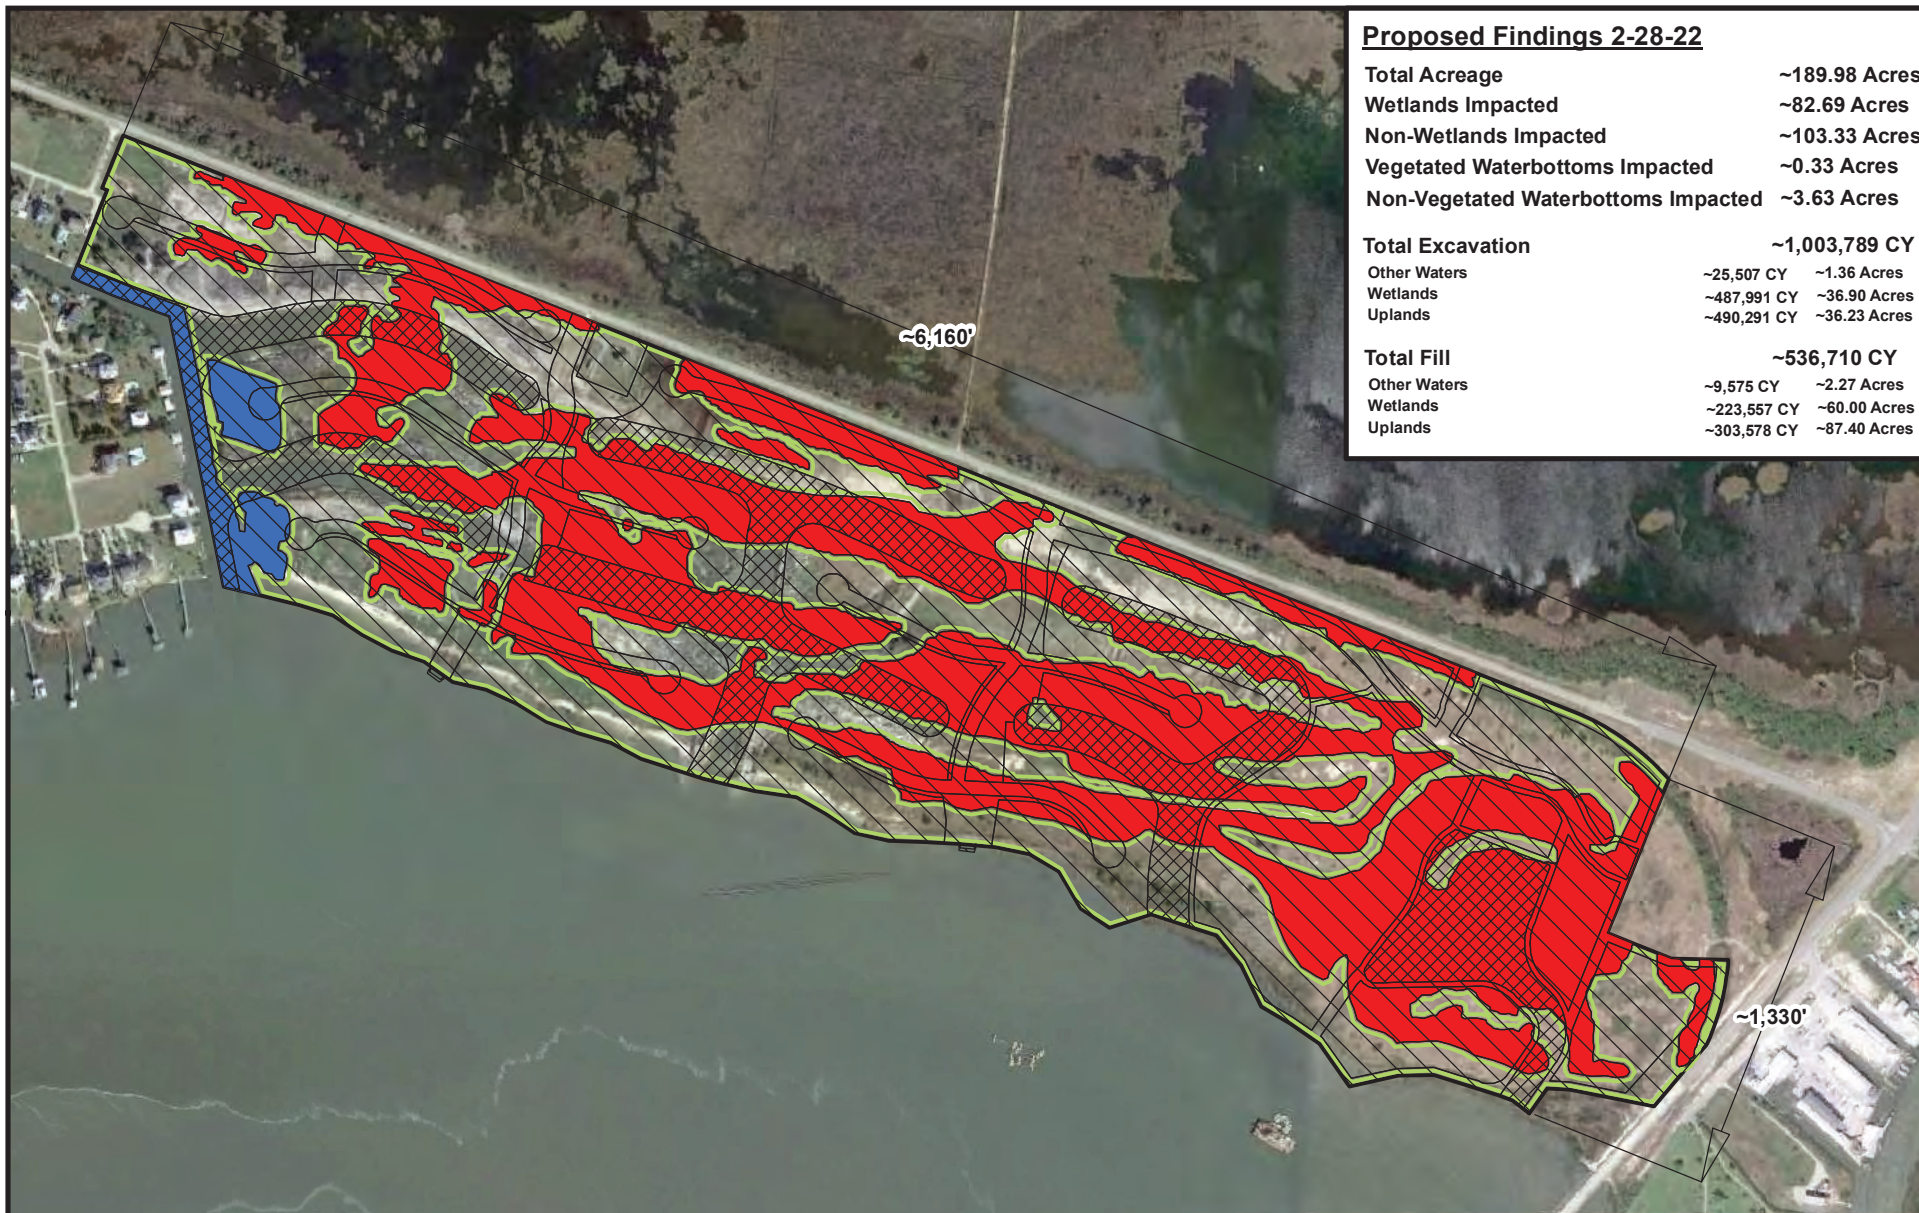 Proposed Findings 2-28-22
Total Acreage ~189.98 Acres
Wetlands Impacted ~82.69 Acres
Non-Wetlands Impacted ~103.33 Acres
Vegetated Waterbottoms Impacted ~0.33 Acres
Non-Vegetated Waterbottoms Impacted ~3.63 Acres
Total Excavation ~1,003,789 CY
Other Waters ~25,507 CY ~1.36 Acres
Wetlands ~487,991 CY ~36.90 Acres
Uplands ~490,291 CY ~36.23 Acres
Total Fill ~536,710 CY
Other Waters ~9,575 CY ~2.27 Acres
Wetlands ~223,557 CY ~60.00 Acres
Uplands ~303,578 CY ~87.40 Acres
~6,160'
~1,330'